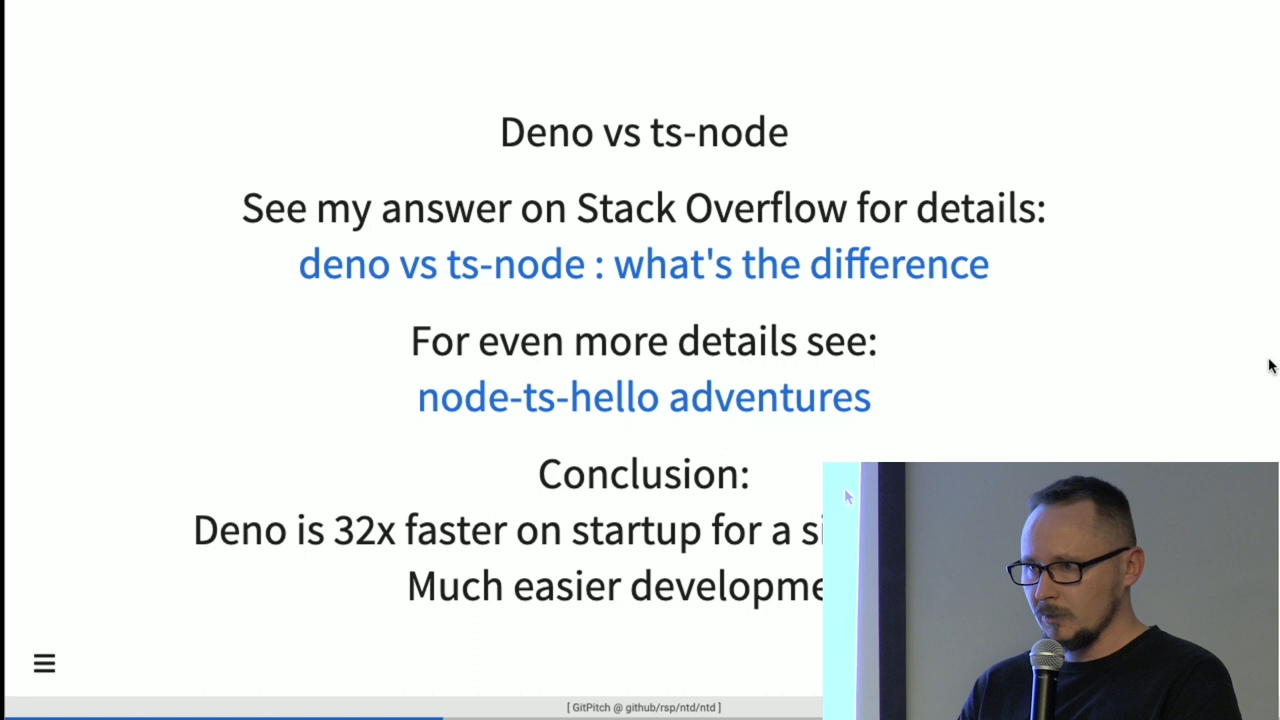 Deno vs ts-node
See my answer on Stack Overflow for details:
deno vs ts-node : what's the difference
For even more details see:
node-ts-hello adventures
Conclusion:
Deno is 32x faster on startup for a
Much easier
[ GitPitch @ github/rsp/ntd/ntd ]